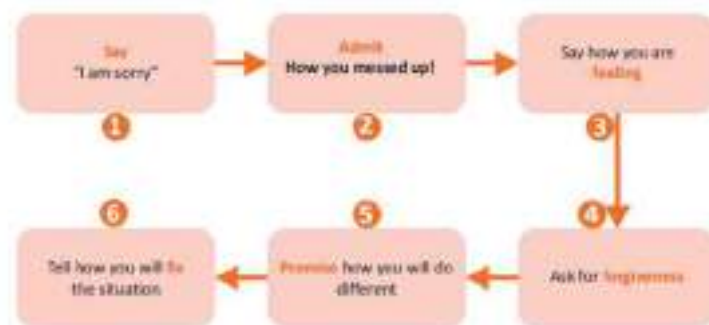 Say
"I am sorry"
1
Admit
How you messed up!
2
Say how you are
feeling
3
4
Ask for forgiveness
5
Promise how you will do
different
6
Tell how you will fix
the situation